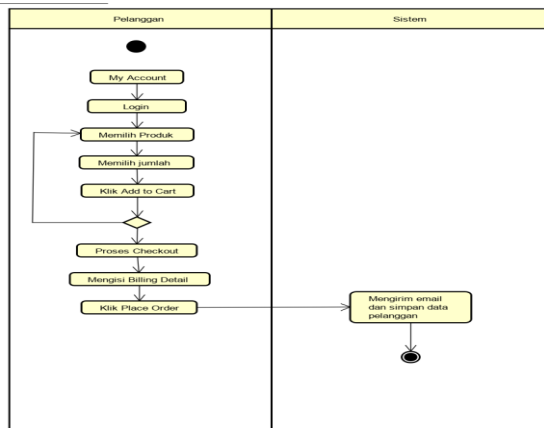 Pelanggan
Sistem
My Account
Login
Memilih Produk
Memilih jumlah
Klik Add to Cart
Proses Checkout
Mengisi Billing Detail
Klik Place Order
Mengirim email
dan simpan data
pelanggan